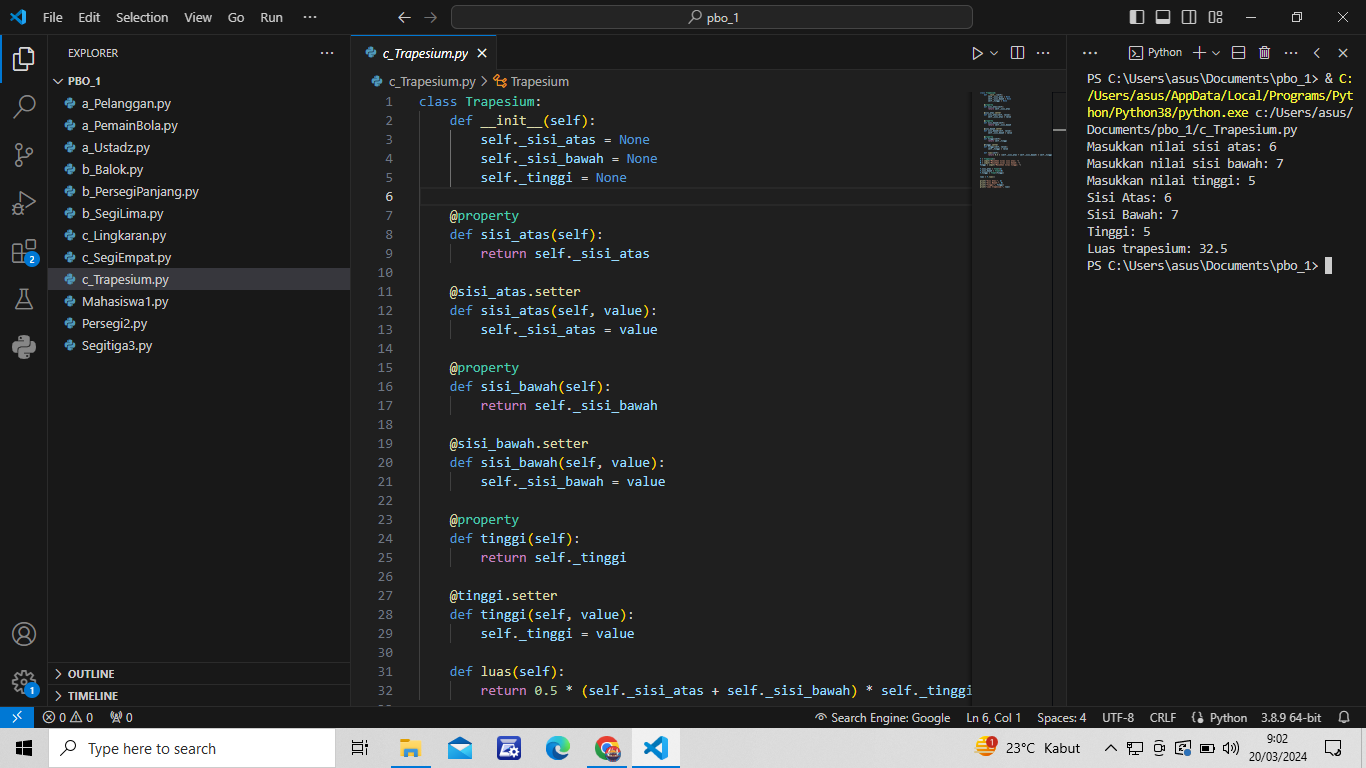 File Edit Selection View Go Run ··· pbo_1
EXPLORER ···
PBO_1
a_Pelanggan.py
a_PemainBola.py
a_Ustadz.py
b_Balok.py
b_PersegiPanjang.py
b_SegiLima.py
c_Lingkaran.py
c_SegiEmpat.py
c_Trapesium.py
Mahasiswa1.py
Persegi2.py
Segitiga3.py
OUTLINE
TIMELINE
2
1
c_Trapesium.py
c_Trapesium.py > Trapesium
1 class Trapesium:
2 def __init__(self):
3 self._sisi_atas = None
4 self._sisi_bawah = None
5 self._tinggi = None
6
7 @property
8 def sisi_atas(self):
9 return self._sisi_atas
10
11 @sisi_atas.setter
12 def sisi_atas(self, value):
13 self._sisi_atas = value
14
15 @property
16 def sisi_bawah(self):
17 return self._sisi_bawah
18
19 @sisi_bawah.setter
20 def sisi_bawah(self, value):
21 self._sisi_bawah = value
22
23 @property
24 def tinggi(self):
25 return self._tinggi
26
27 @tinggi.setter
28 def tinggi(self, value):
29 self._tinggi = value
30
31 def luas(self):
32 return 0.5 * (self._sisi_atas + self._sisi_bawah) * self._tinggi
Python
PS C:\Users\asus\Documents\pbo_1> & C:
/Users/asus/AppData/Local/Programs/Pyt
hon/Python38/python.exe c:/Users/asus/
Documents/pbo_1/c_Trapesium.py
Masukkan nilai sisi atas: 6
Masukkan nilai sisi bawah: 7
Masukkan nilai tinggi: 5
Sisi Atas: 6
Sisi Bawah: 7
Tinggi: 5
Luas trapesium: 32.5
PS C:\Users\asus\Documents\pbo_1>
0 0 0 Search Engine: Google Ln 6, Col 1 Spaces: 4 UTF-8 CRLF Python 3.8.9 64-bit
Type here to search 23°C Kabut 9:02
20/03/2024